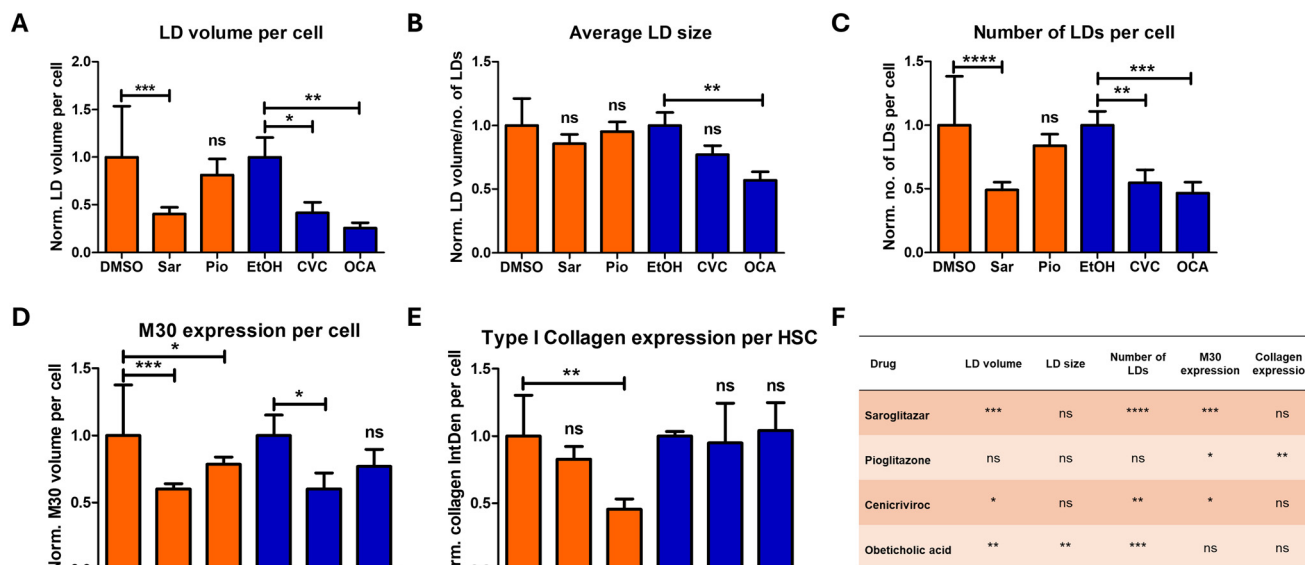 A
LD volume per cell
Norm. LD volume per cell
2.0
1.5
1.0
0.5
0.0
***
ns
**
*
DMSO Sar Pio EtOH CVC OCA
B
Average LD size
Norm. LD volume/no. of LDs
1.5
1.0
0.5
0.0
ns
ns
**
ns
DMSO Sar Pio EtOH CVC OCA
C
Number of LDs per cell
Norm. no. of LDs per cell
1.5
1.0
0.5
0.0
****
ns
***
**
DMSO Sar Pio EtOH CVC OCA
D
M30 expression per cell
Norm. M30 volume per cell
1.5
1.0
0.5
*
***
*
ns
E
Type I Collagen expression per HSC
rm. collagen IntDen per cell
1.5
1.0
0.5
**
ns
ns
ns
F
Drug LD volume LD size Number of LDs M30 expression Collagen expression
Saroglitazar *** ns **** *** ns
Pioglitazone ns ns ns * **
Cenicriviroc * ns ** * ns
Obeticholic acid ** ** *** ns ns